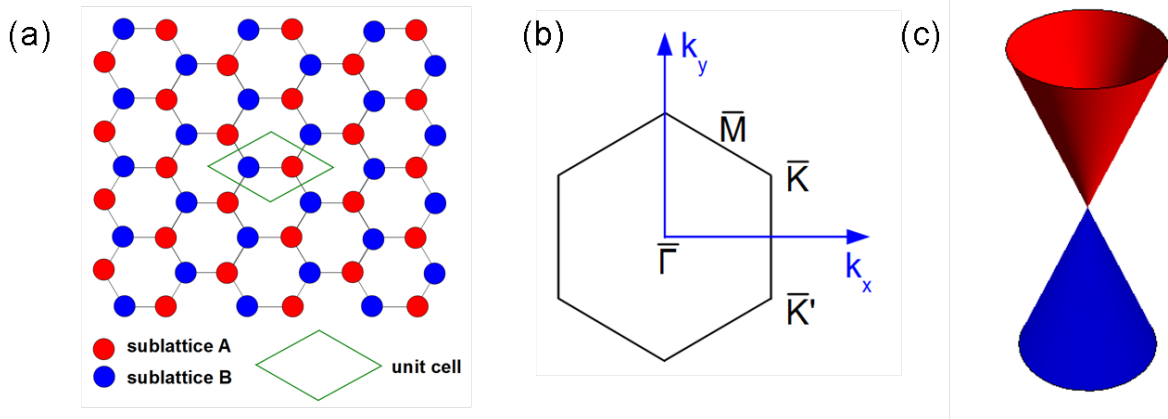 (a)
sublattice A
sublattice B
unit cell
(b)
k_y
M̅
K̅
Γ̅
k_x
K̅'
(c)